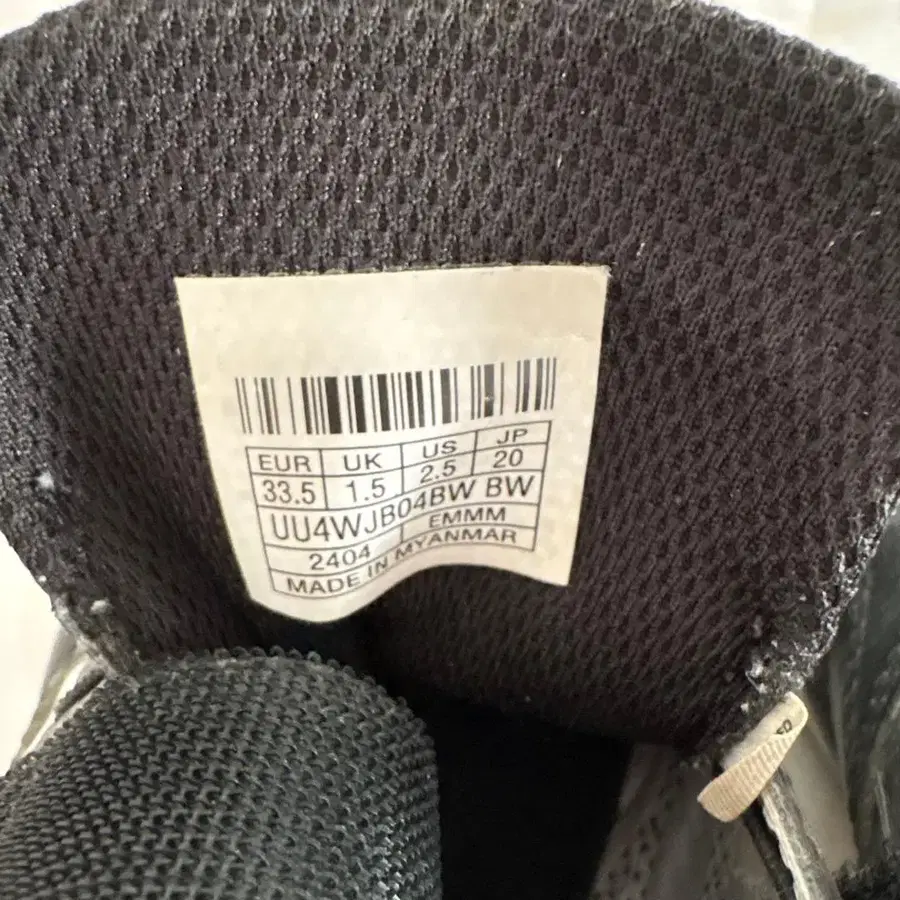 EUR UK US JP
33.5 1.5 2.5 20
UU4WJB04BW BW
2404 EMMM
MADE IN MYANMAR